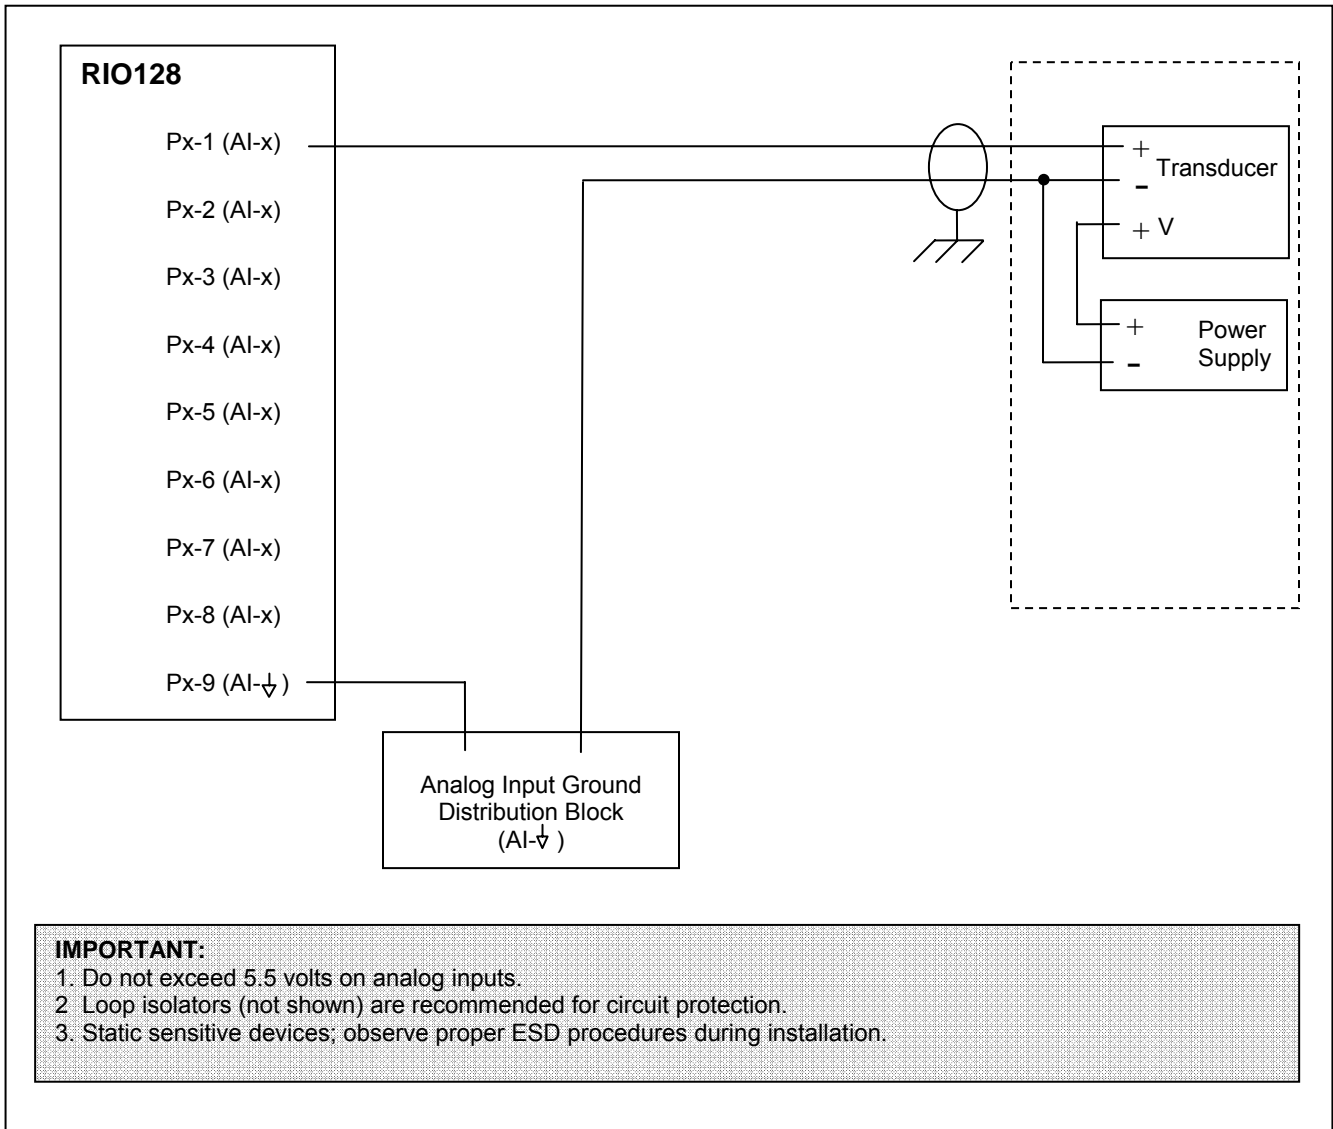 RIO128
Px-1 (AI-x)
Px-2 (AI-x)
Px-3 (AI-x)
Px-4 (AI-x)
Px-5 (AI-x)
Px-6 (AI-x)
Px-7 (AI-x)
Px-8 (AI-x)
Px-9 (AI-⏚)
+
Transducer
-
+ V
+
Power
Supply
-
Analog Input Ground
Distribution Block
(AI-⏚ )
IMPORTANT:
1. Do not exceed 5.5 volts on analog inputs.
2 Loop isolators (not shown) are recommended for circuit protection.
3. Static sensitive devices; observe proper ESD procedures during installation.